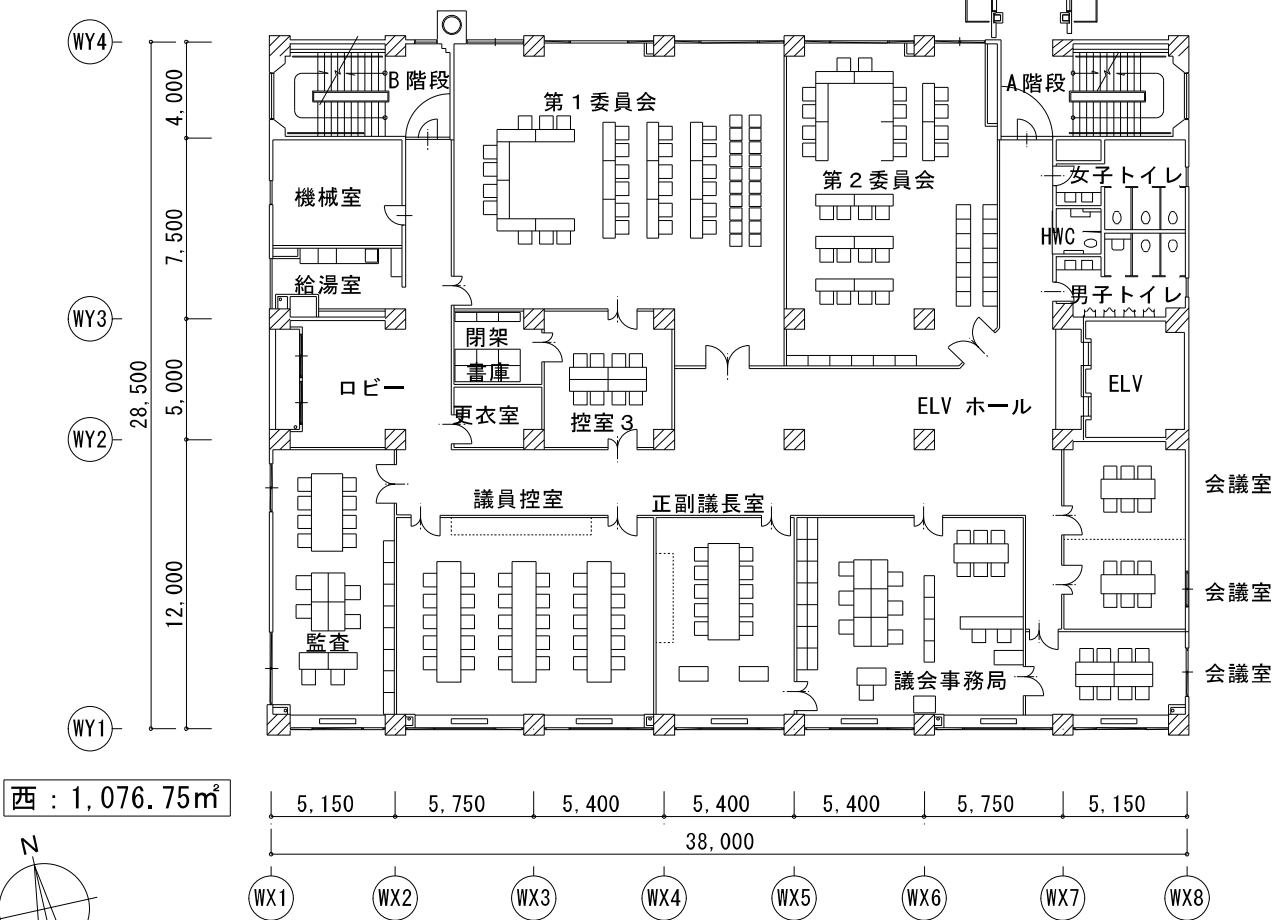 WY4
B階段
A階段
4,000
第1委員会
第2委員会
女子トイレ
機械室
7,500
HWC
給湯室
男子トイレ
WY3
閉架
書庫
28,500
5,000
ロビー
ELV
更衣室
控室3
ELV ホール
WY2
議員控室
正副議長室
会議室
12,000
会議室
監査
議会事務局
会議室
WY1
西:1,076.75㎡
5,150
5,750
5,400
5,400
5,400
5,750
5,150
38,000
N
WX1
WX2
WX3
WX4
WX5
WX6
WX7
WX8